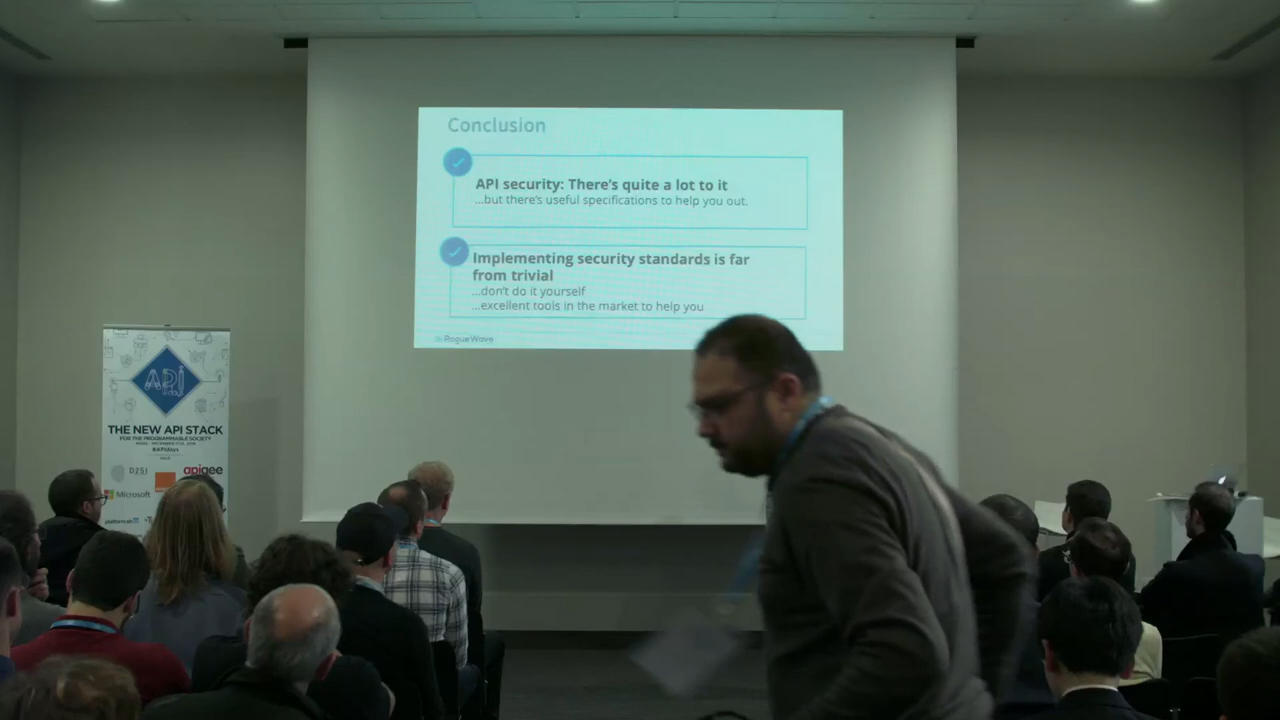 Conclusion
API security: There's quite a lot to it
...but there's useful specifications to help you out.
Implementing security standards is far
from trivial
...don't do it yourself
...excellent tools in the market to help you
RogueWave
API
THE NEW API STACK
FOR THE PROGRAMMABLE SOCIETY
#APIdays
apigee
Microsoft